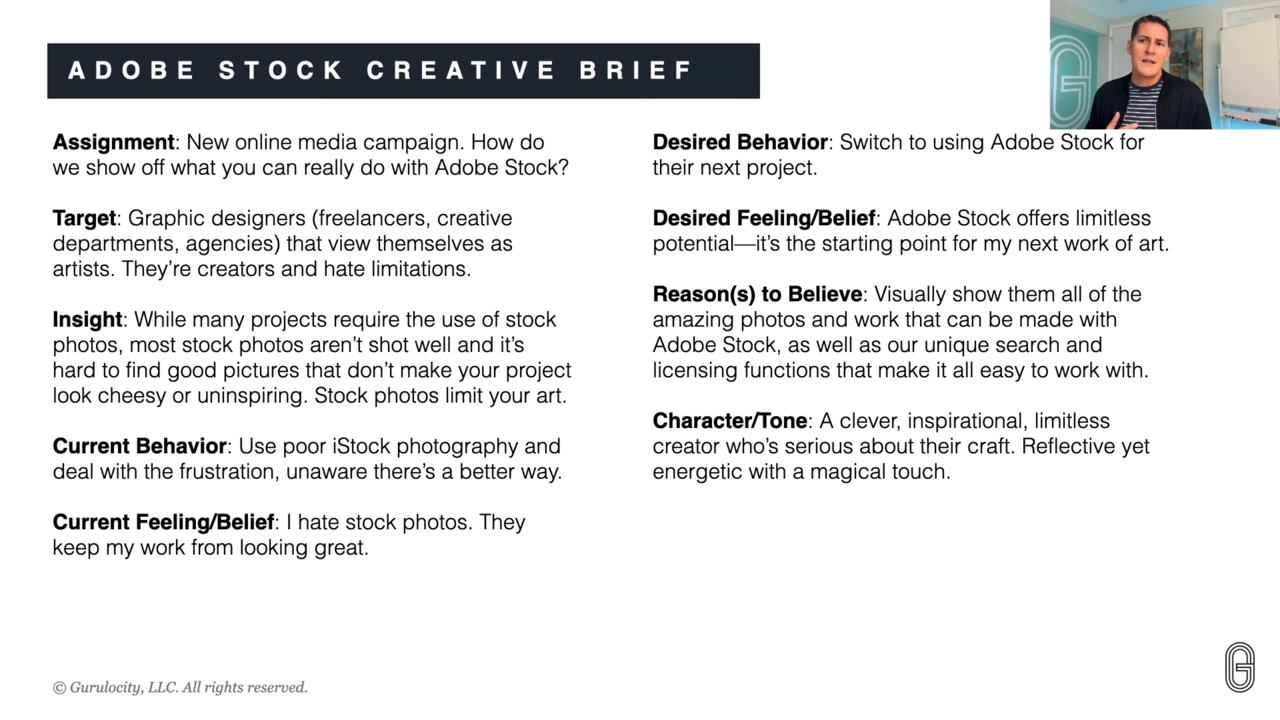 ADOBE STOCK CREATIVE BRIEF
Assignment: New online media campaign. How do
we show off what you can really do with Adobe Stock?
Target: Graphic designers (freelancers, creative
departments, agencies) that view themselves as
artists. They’re creators and hate limitations.
Insight: While many projects require the use of stock
photos, most stock photos aren’t shot well and it’s
hard to find good pictures that don’t make your project
look cheesy or uninspiring. Stock photos limit your art.
Current Behavior: Use poor iStock photography and
deal with the frustration, unaware there’s a better way.
Current Feeling/Belief: I hate stock photos. They
keep my work from looking great.
Desired Behavior: Switch to using Adobe Stock for
their next project.
Desired Feeling/Belief: Adobe Stock offers limitless
potential—it’s the starting point for my next work of art.
Reason(s) to Believe: Visually show them all of the
amazing photos and work that can be made with
Adobe Stock, as well as our unique search and
licensing functions that make it all easy to work with.
Character/Tone: A clever, inspirational, limitless
creator who’s serious about their craft. Reflective yet
energetic with a magical touch.
© Gurulocity, LLC. All rights reserved.
G